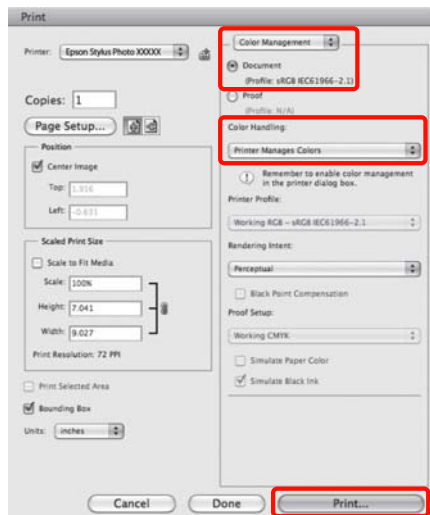 Print
Printer: Epson Stylus Photo XXXXX
Copies: 1
Page Setup...
Position
Center Image
Top: 1.916
Left: -0.631
Scaled Print Size
Scale to Fit Media
Scale: 100%
Height: 7.041
Width: 9.027
Print Resolution: 72 PPI
Print Selected Area
Bounding Box
Units: inches
Color Management
Document
(Profile: sRGB IEC61966-2.1)
Proof
(Profile: N/A)
Color Handling:
Printer Manages Colors
Remember to enable color management
in the printer dialog box.
Printer Profile:
Working RGB - sRGB IEC61966-2.1
Rendering Intent:
Perceptual
Black Point Compensation
Proof Setup:
Working CMYK
Simulate Paper Color
Simulate Black Ink
Cancel
Done
Print...